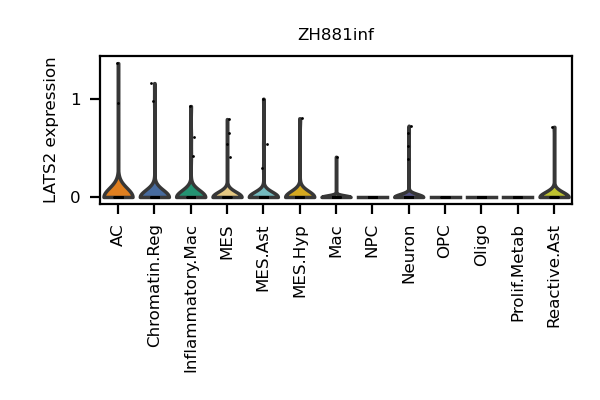 ZH881inf
LATS2 expression
1
0
AC
Chromatin.Reg
Inflammatory.Mac
MES
MES.Ast
MES.Hyp
Mac
NPC
Neuron
OPC
Oligo
Prolif.Metab
Reactive.Ast